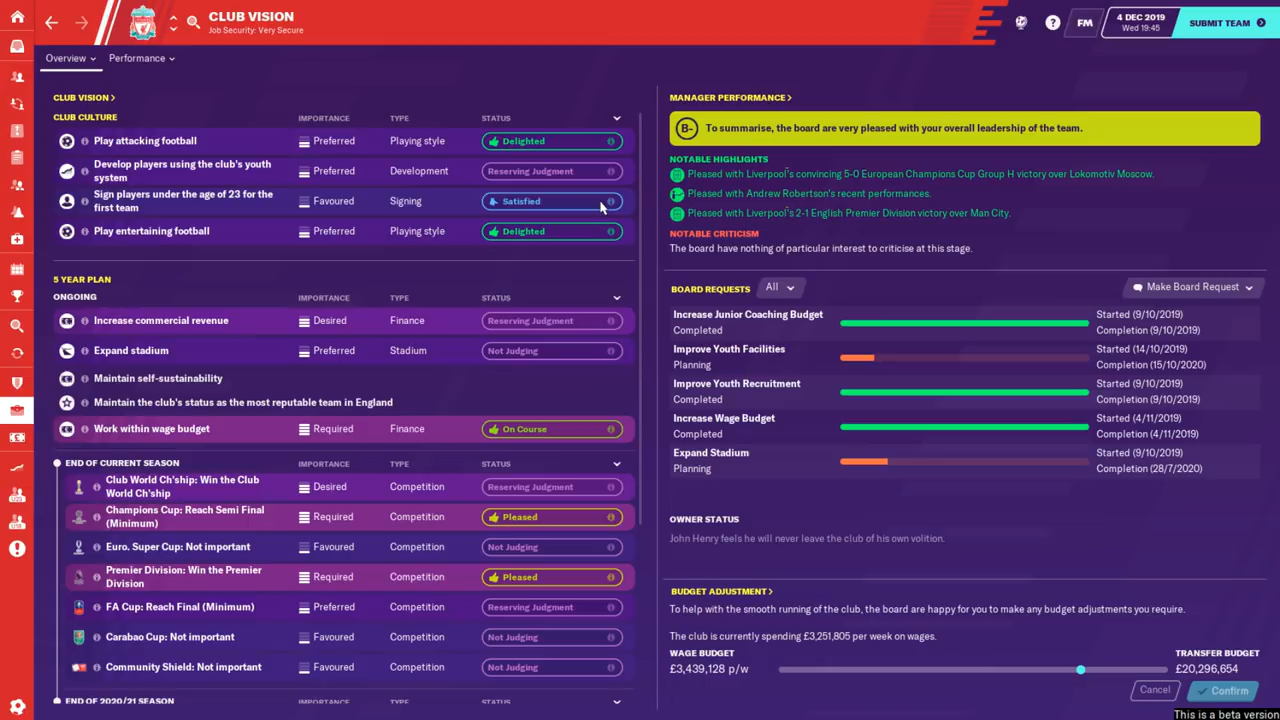 CLUB VISION
Job Security: Very Secure
FM
4 DEC 2019
Wed 19:45
SUBMIT TEAM
Overview
Performance
CLUB VISION >
CLUB CULTURE IMPORTANCE TYPE STATUS
Play attacking football Preferred Playing style Delighted
Develop players using the club's youth
system Preferred Development Reserving Judgment
Sign players under the age of 23 for the
first team Favoured Signing Satisfied
Play entertaining football Preferred Playing style Delighted
5 YEAR PLAN
ONGOING IMPORTANCE TYPE STATUS
Increase commercial revenue Desired Finance Reserving Judgment
Expand stadium Preferred Stadium Not Judging
Maintain self-sustainability
Maintain the club's status as the most reputable team in England
Work within wage budget Required Finance On Course
END OF CURRENT SEASON IMPORTANCE TYPE STATUS
Club World Ch'ship: Win the Club
World Ch'ship Desired Competition Reserving Judgment
Champions Cup: Reach Semi Final
(Minimum) Required Competition Pleased
Euro. Super Cup: Not important Favoured Competition Not Judging
Premier Division: Win the Premier
Division Required Competition Pleased
FA Cup: Reach Final (Minimum) Preferred Competition Reserving Judgment
Carabao Cup: Not important Favoured Competition Not Judging
Community Shield: Not important Favoured Competition Not Judging
END OF 2020/21 SEASON IMPORTANCE TYPE STATUS
MANAGER PERFORMANCE >
B- To summarise, the board are very pleased with your overall leadership of the team.
NOTABLE HIGHLIGHTS
Pleased with Liverpool's convincing 5-0 European Champions Cup Group H victory over Lokomotiv Moscow.
Pleased with Andrew Robertson's recent performances.
Pleased with Liverpool's 2-1 English Premier Division victory over Man City.
NOTABLE CRITICISM
The board have nothing of particular interest to criticise at this stage.
BOARD REQUESTS All Make Board Request
Increase Junior Coaching Budget Started (9/10/2019)
Completed Completion (9/10/2019)
Improve Youth Facilities Started (14/10/2019)
Planning Completion (15/10/2020)
Improve Youth Recruitment Started (9/10/2019)
Completed Completion (9/10/2019)
Increase Wage Budget Started (4/11/2019)
Completed Completion (4/11/2019)
Expand Stadium Started (9/10/2019)
Planning Completion (28/7/2020)
OWNER STATUS
John Henry feels he will never leave the club of his own volition.
BUDGET ADJUSTMENT >
To help with the smooth running of the club, the board are happy for you to make any budget adjustments you require.
The club is currently spending £3,251,805 per week on wages.
WAGE BUDGET TRANSFER BUDGET
£3,439,128 p/w £20,296,654
Cancel Confirm
This is a beta version